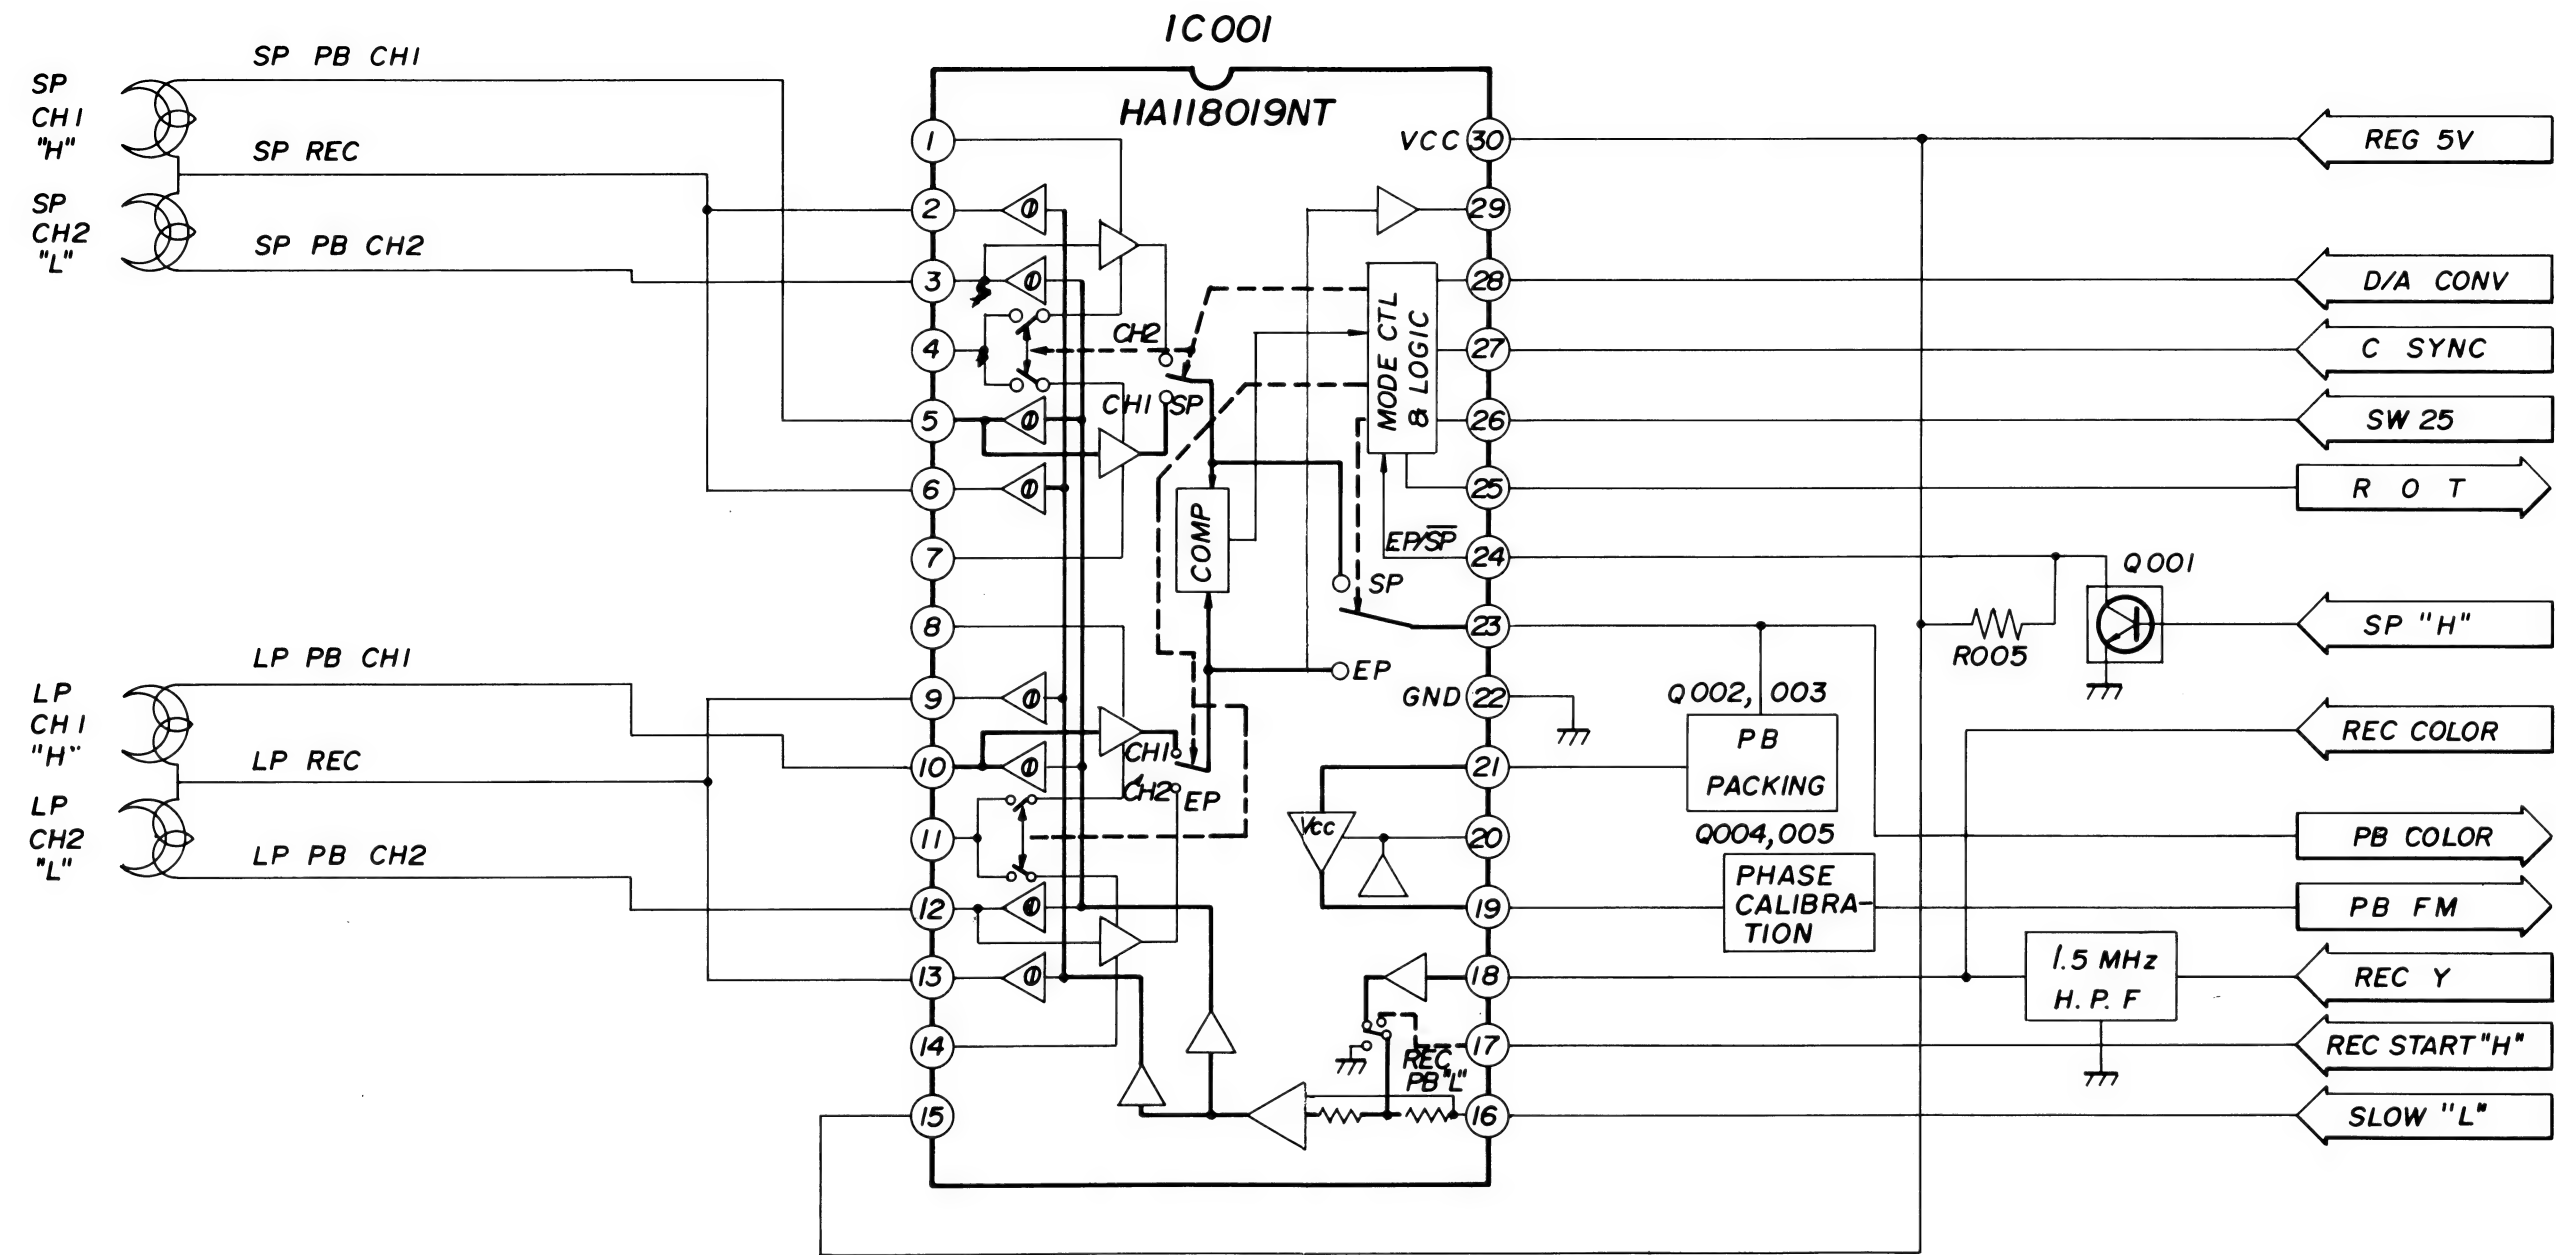 IC001
HA118019NT
SP PB CH1
SP
CH1
"H"
SP REC
SP
CH2
"L"
SP PB CH2
LP PB CH1
LP
CH1
"H"
LP REC
LP
CH2
"L"
LP PB CH2
1
2
3
4
5
6
7
8
9
10
11
12
13
14
15
VCC 30
29
28
27
26
25
24
23
GND 22
21
20
19
18
17
16
CH2
CH1 SP
MODE CTL
& LOGIC
COMP
EP/SP
SP
EP
CH1
CH2 EP
Vcc
REC
PB "L"
Q001
R005
Q002, 003
PB
PACKING
Q004,005
PHASE
CALIBRA-
TION
1.5 MHz
H. P. F
REG 5V
D/A CONV
C SYNC
SW 25
R O T
SP "H"
REC COLOR
PB COLOR
PB FM
REC Y
REC START "H"
SLOW "L"